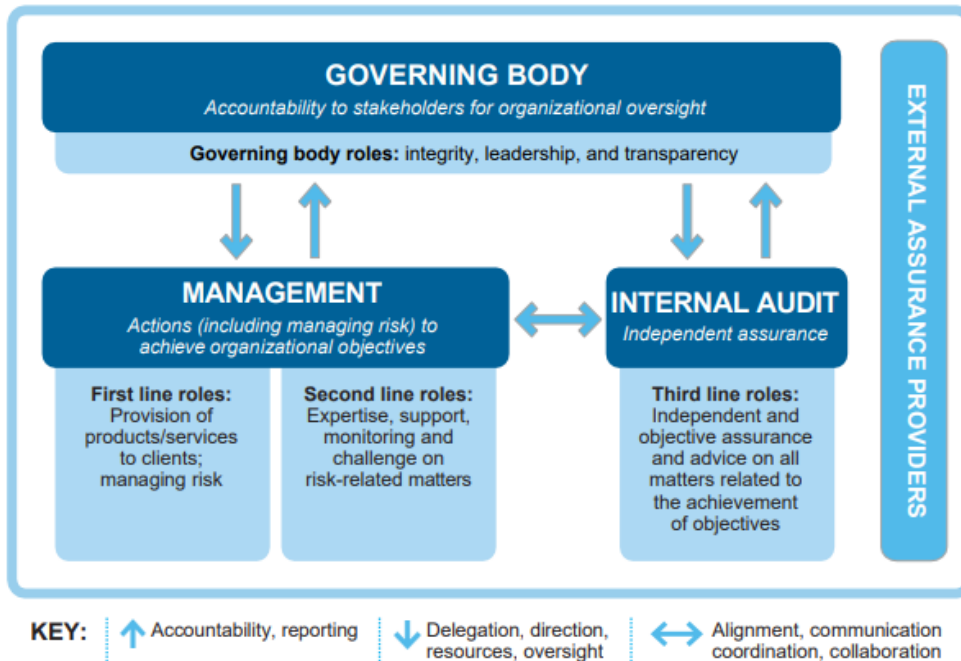 GOVERNING BODY
Accountability to stakeholders for organizational oversight
Governing body roles: integrity, leadership, and transparency
MANAGEMENT
Actions (including managing risk) to
achieve organizational objectives
First line roles:
Provision of
products/services
to clients;
managing risk
Second line roles:
Expertise, support,
monitoring and
challenge on
risk-related matters
INTERNAL AUDIT
Independent assurance
Third line roles:
Independent and
objective assurance
and advice on all
matters related to
the achievement
of objectives
EXTERNAL ASSURANCE PROVIDERS
KEY:
Accountability, reporting
Delegation, direction,
resources, oversight
Alignment, communication
coordination, collaboration